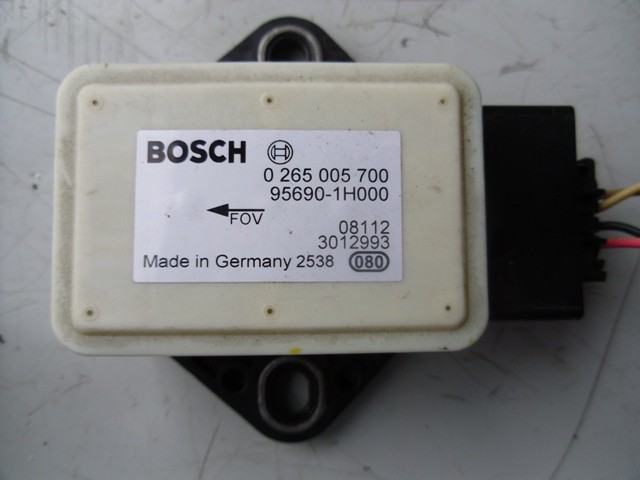 BOSCH
0 265 005 700
95690-1H000
FOV
08112
3012993
Made in Germany 2538 080